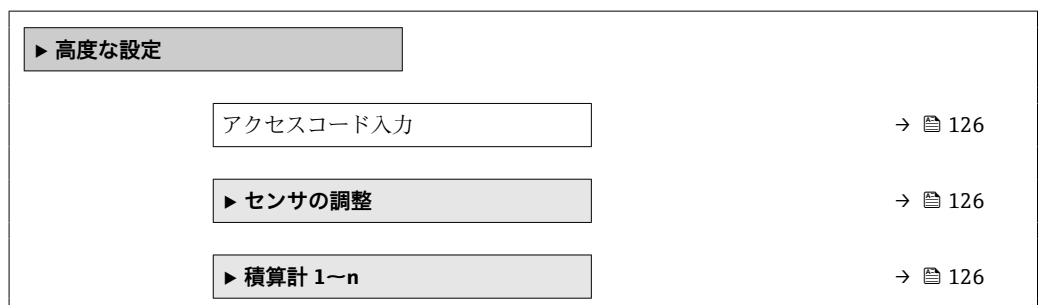 ▶ 高度な設定
アクセスコード入力 → 🖹 126
▶ センサの調整 → 🖹 126
▶ 積算計 1～n → 🖹 126